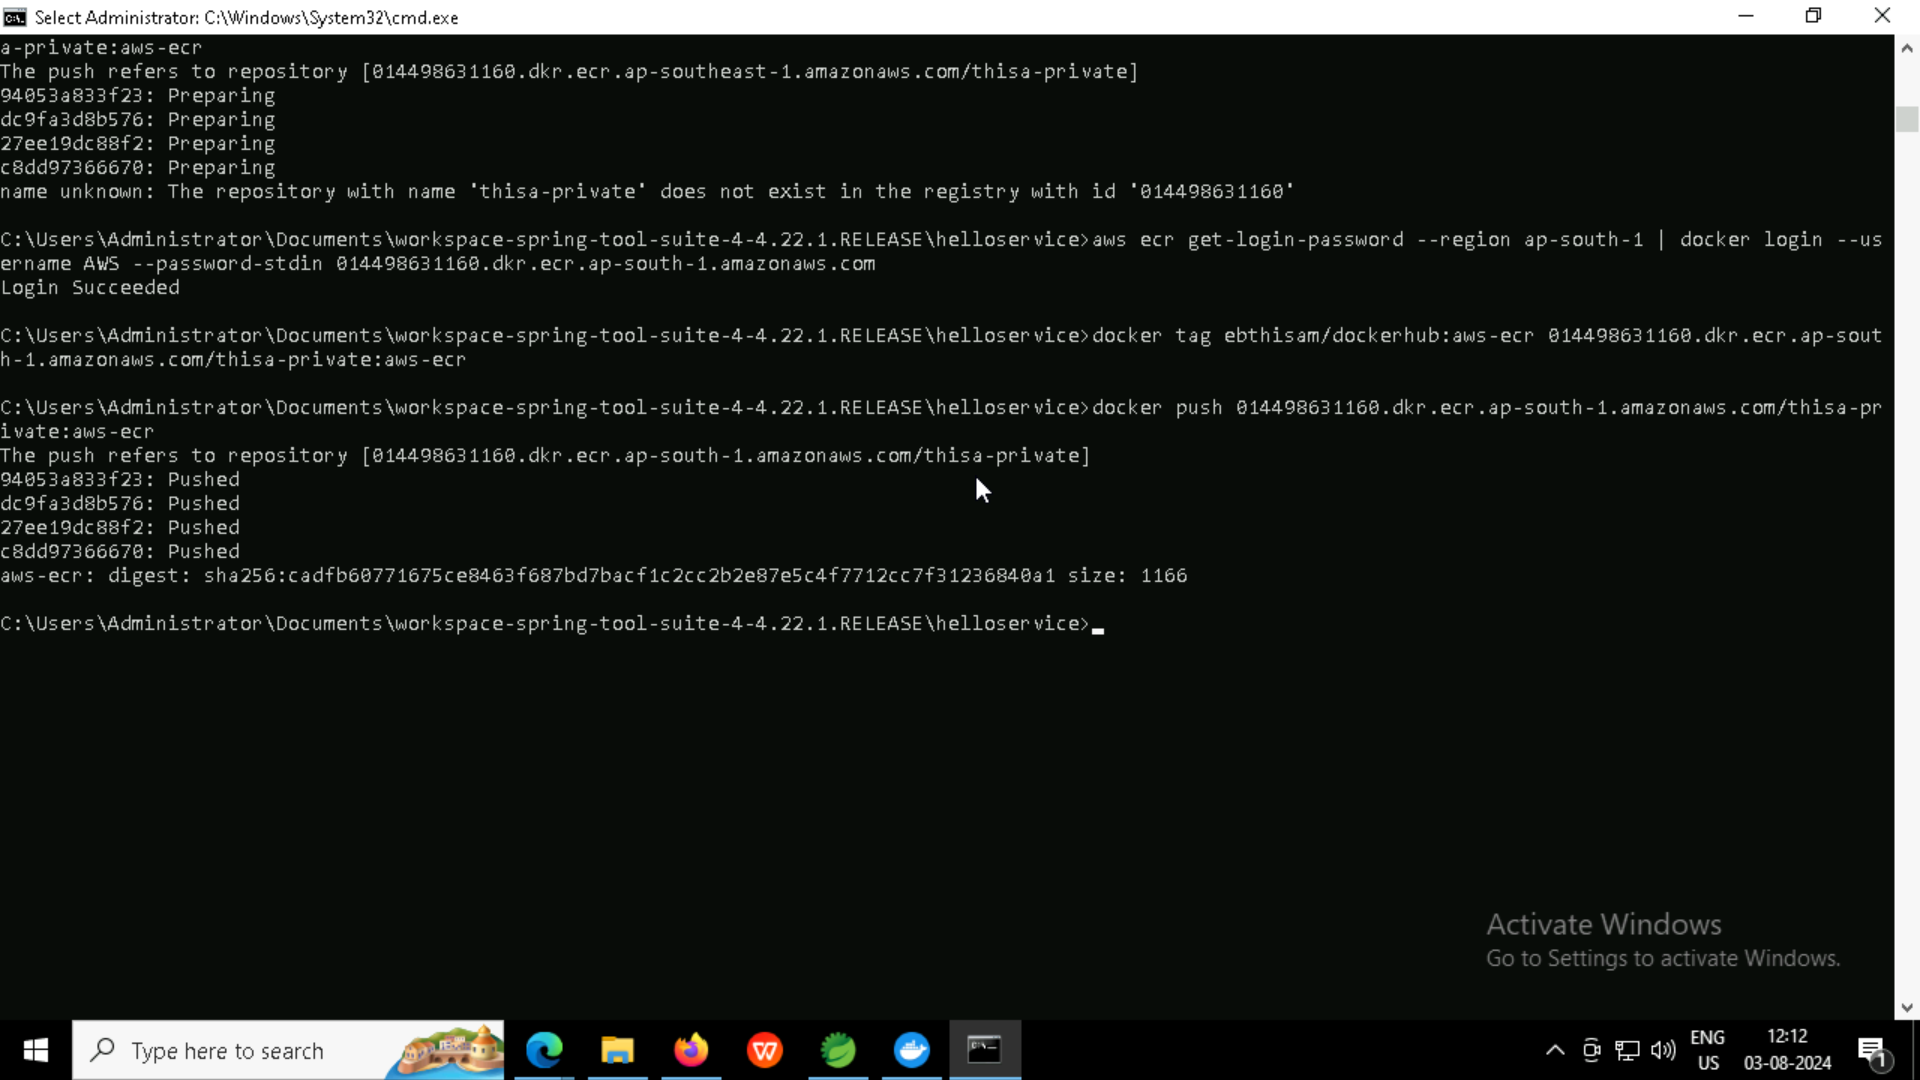 Select Administrator: C:\Windows\System32\cmd.exe
a-private:aws-ecr
The push refers to repository [014498631160.dkr.ecr.ap-southeast-1.amazonaws.com/thisa-private]
94053a833f23: Preparing
dc9fa3d8b576: Preparing
27ee19dc88f2: Preparing
c8dd97366670: Preparing
name unknown: The repository with name 'thisa-private' does not exist in the registry with id '014498631160'
C:\Users\Administrator\Documents\workspace-spring-tool-suite-4-4.22.1.RELEASE\helloservice>aws ecr get-login-password --region ap-south-1 | docker login --us
ername AWS --password-stdin 014498631160.dkr.ecr.ap-south-1.amazonaws.com
Login Succeeded
C:\Users\Administrator\Documents\workspace-spring-tool-suite-4-4.22.1.RELEASE\helloservice>docker tag ebthisam/dockerhub:aws-ecr 014498631160.dkr.ecr.ap-sout
h-1.amazonaws.com/thisa-private:aws-ecr
C:\Users\Administrator\Documents\workspace-spring-tool-suite-4-4.22.1.RELEASE\helloservice>docker push 014498631160.dkr.ecr.ap-south-1.amazonaws.com/thisa-pr
ivate:aws-ecr
The push refers to repository [014498631160.dkr.ecr.ap-south-1.amazonaws.com/thisa-private]
94053a833f23: Pushed
dc9fa3d8b576: Pushed
27ee19dc88f2: Pushed
c8dd97366670: Pushed
aws-ecr: digest: sha256:cadfb60771675ce8463f687bd7bacf1c2cc2b2e87e5c4f7712cc7f31236840a1 size: 1166
C:\Users\Administrator\Documents\workspace-spring-tool-suite-4-4.22.1.RELEASE\helloservice>
Activate Windows
Go to Settings to activate Windows.
Type here to search
ENG
US
12:12
03-08-2024
1